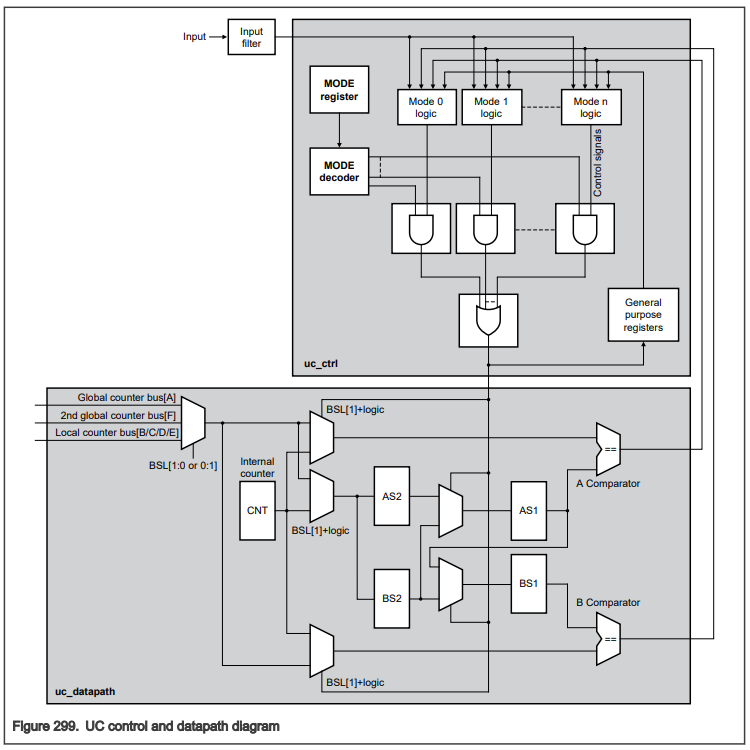 Input
Input
filter
MODE
register
Mode 0
logic
Mode 1
logic
Mode n
logic
MODE
decoder
Control signals
General
purpose
registers
uc_ctrl
Global counter bus[A]
2nd global counter bus[F]
Local counter bus[B/C/D/E]
BSL[1:0 or 0:1]
BSL[1]+logic
Internal
counter
CNT
BSL[1]+logic
AS2
AS1
==
A Comparator
BS2
BS1
B Comparator
==
BSL[1]+logic
uc_datapath
Figure 299. UC control and datapath diagram